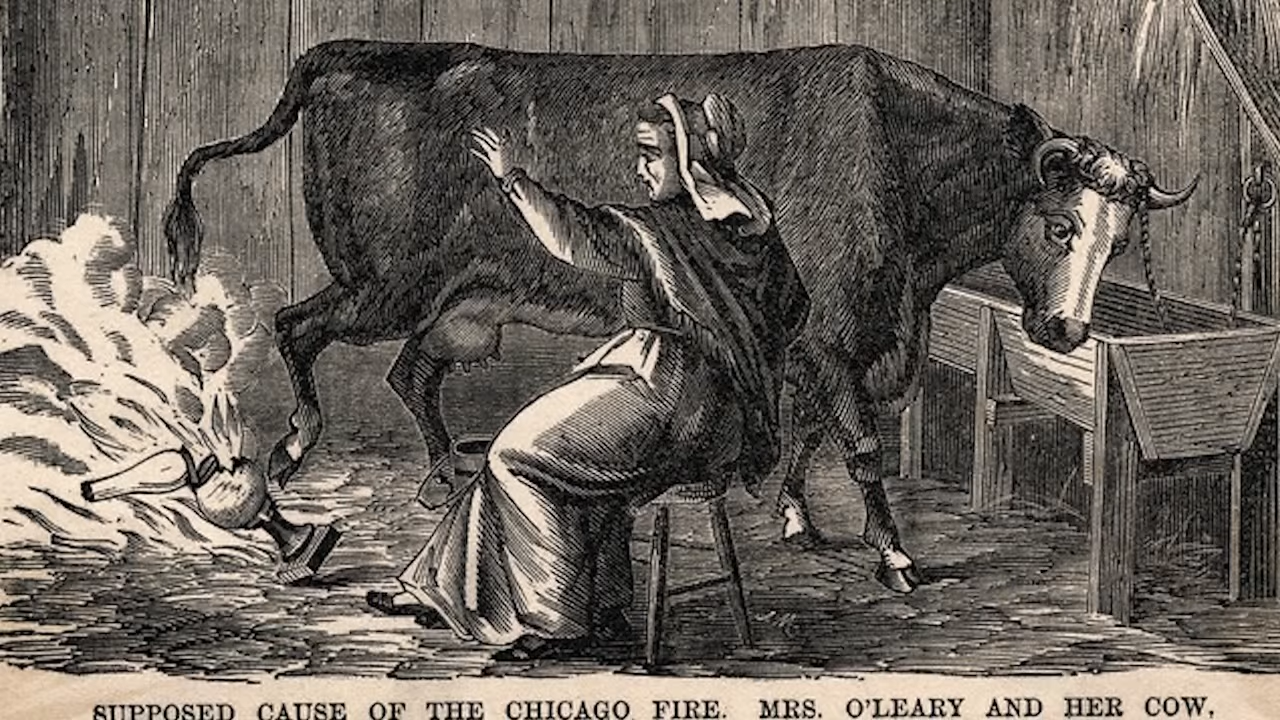 SUPPOSED CAUSE OF THE CHICAGO FIRE. MRS. O'LEARY AND HER COW.